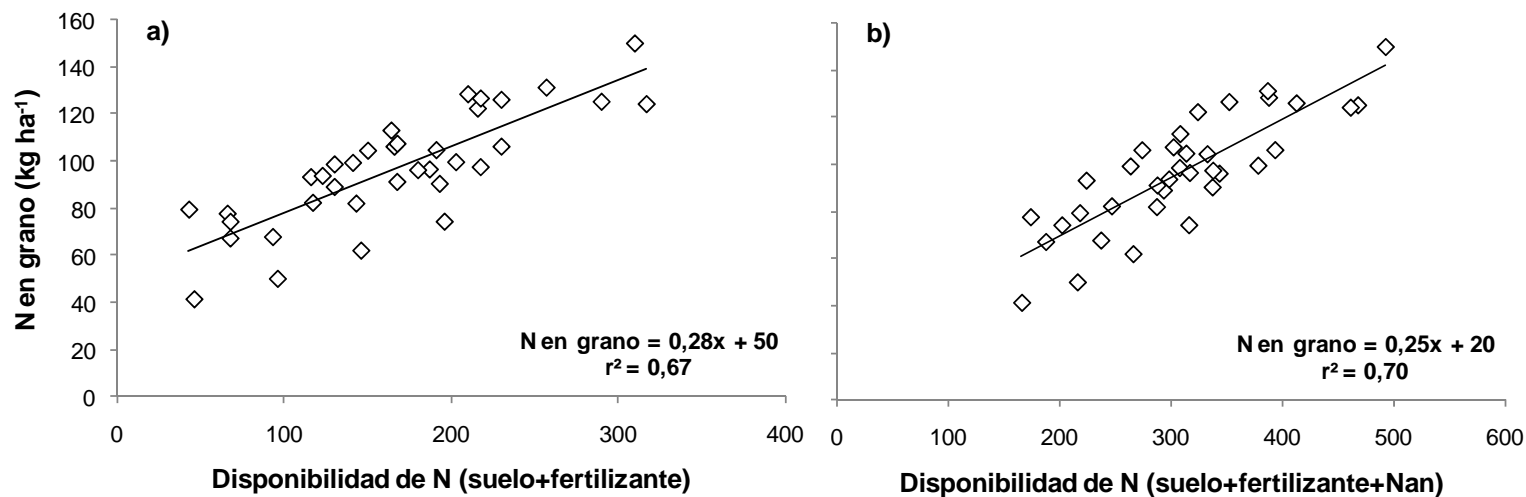 a)
160
140
120
100
80
60
40
20
0
N en grano (kg ha⁻¹)
N en grano = 0,28x + 50
r² = 0,67
0 100 200 300 400
Disponibilidad de N (suelo+fertilizante)
b)
N en grano = 0,25x + 20
r² = 0,70
0 100 200 300 400 500 600
Disponibilidad de N (suelo+fertilizante+Nan)